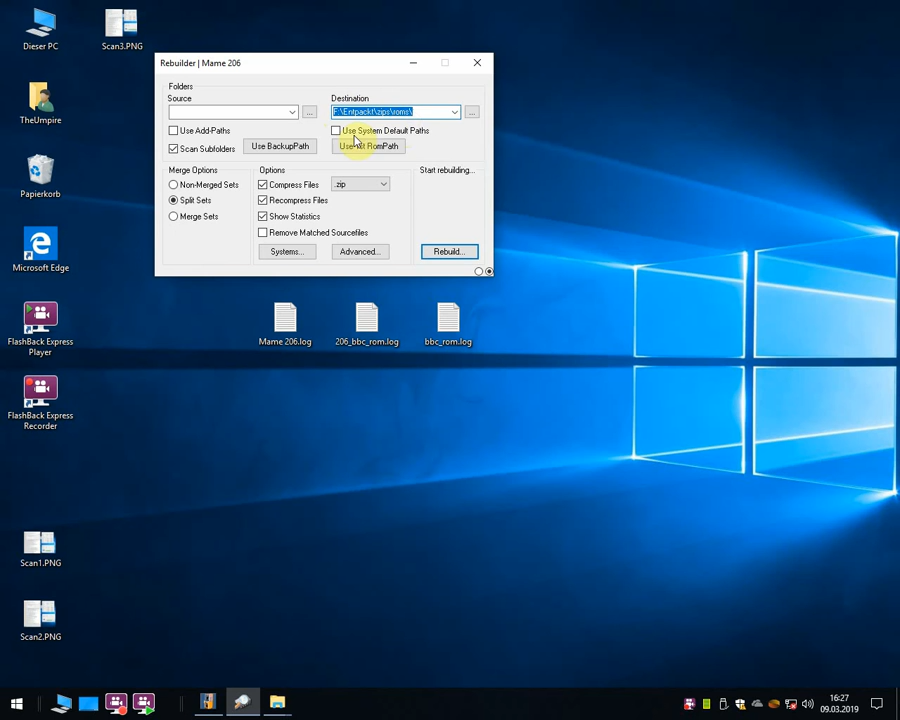 Dieser PC
Scan3.PNG
TheUmpire
Papierkorb
Microsoft Edge
FlashBack Express
Player
FlashBack Express
Recorder
Scan1.PNG
Scan2.PNG
Rebuilder | Mame 206
Folders
Source
Destination
F:\Entpackt\zips\roms\
...
...
Use Add-Paths
Use System Default Paths
Scan Subfolders
Use BackupPath
RomPath
Merge Options
Options
Start rebuilding...
Non-Merged Sets
Compress Files
.zip
Split Sets
Recompress Files
Merge Sets
Show Statistics
Remove Matched Sourcefiles
Systems...
Advanced...
Rebuild...
Mame 206.log
206_bbc_rom.log
bbc_rom.log
16:27
09.03.2019